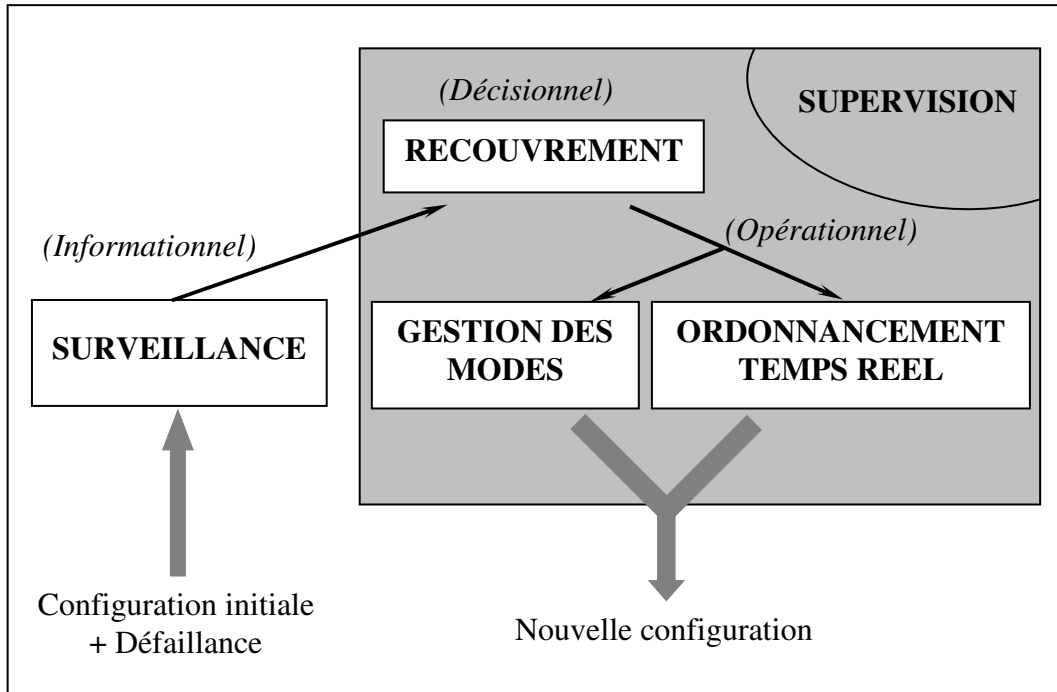 (Décisionnel)
SUPERVISION
RECOUVREMENT
(Informationnel)
(Opérationnel)
SURVEILLANCE
GESTION DES
MODES
ORDONNANCEMENT
TEMPS REEL
Configuration initiale
+ Défaillance
Nouvelle configuration